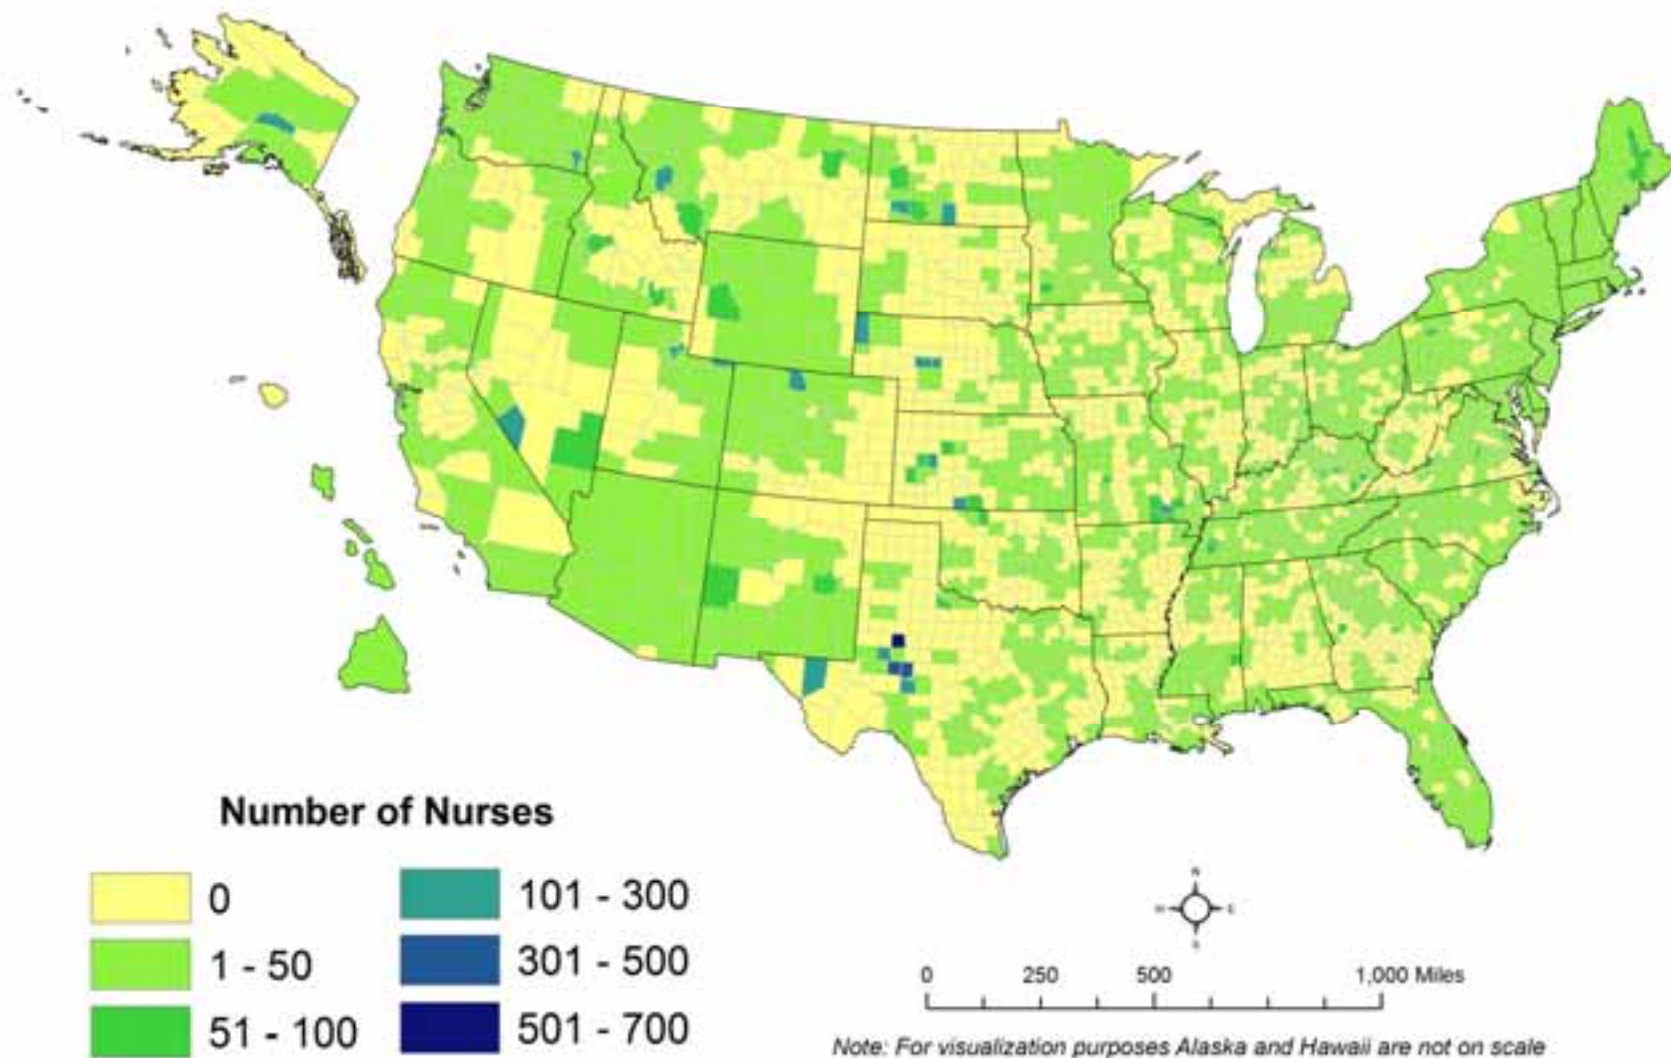 Number of Nurses
0
1 - 50
51 - 100
101 - 300
301 - 500
501 - 700
N
E
S
0 250 500 1,000 Miles
Note: For visualization purposes Alaska and Hawaii are not on scale